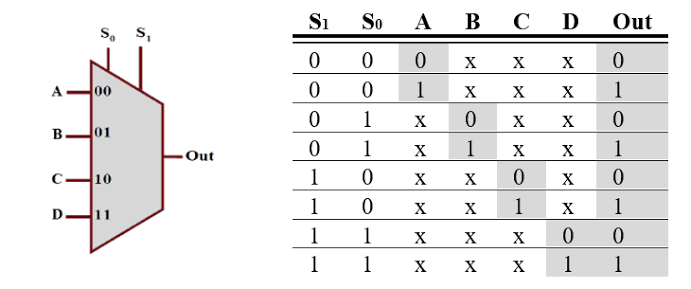 S₀ S₁
A 00
B 01
Out
C 10
D 11
S1 S0 A B C D Out
0 0 0 x x x 0
0 0 1 x x x 1
0 1 x 0 x x 0
0 1 x 1 x x 1
1 0 x x 0 x 0
1 0 x x 1 x 1
1 1 x x x 0 0
1 1 x x x 1 1